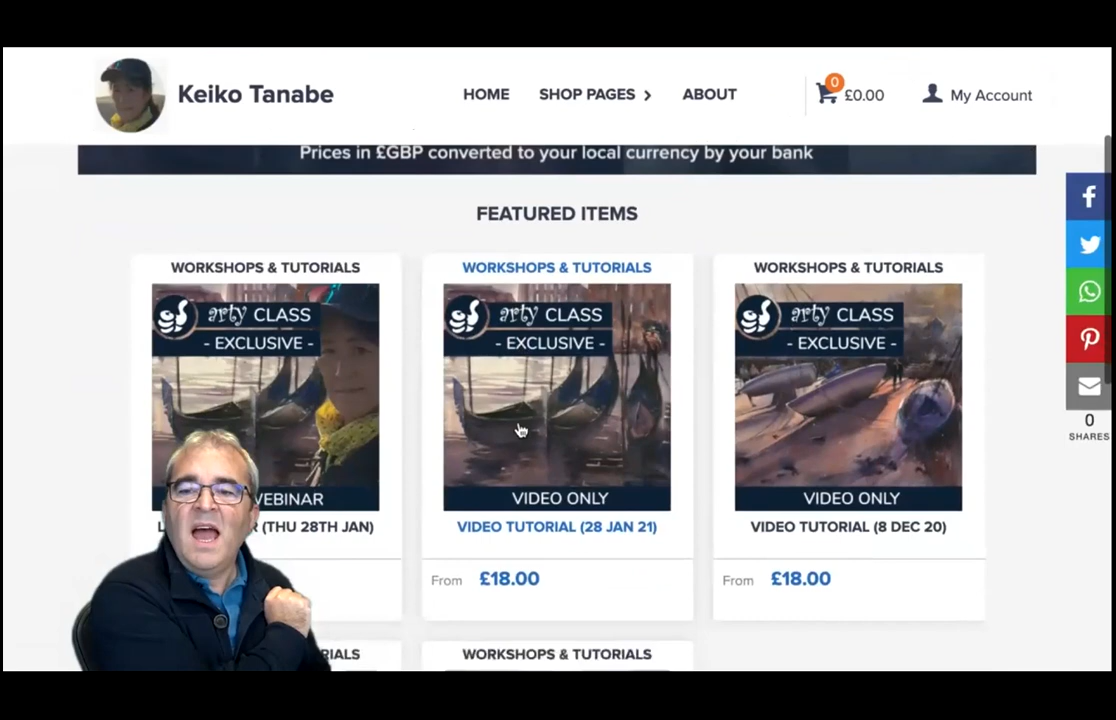 Keiko Tanabe
HOME
SHOP PAGES
ABOUT
0
£0.00
My Account
Prices in £GBP converted to your local currency by your bank
FEATURED ITEMS
WORKSHOPS & TUTORIALS
arty CLASS
- EXCLUSIVE -
VEBINAR
R (THU 28TH JAN)
WORKSHOPS & TUTORIALS
arty CLASS
- EXCLUSIVE -
VIDEO ONLY
VIDEO TUTORIAL (28 JAN 21)
From £18.00
WORKSHOPS & TUTORIALS
arty CLASS
- EXCLUSIVE -
VIDEO ONLY
VIDEO TUTORIAL (8 DEC 20)
From £18.00
RIALS
WORKSHOPS & TUTORIALS
0
SHARES